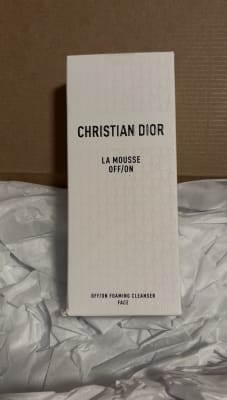 CHRISTIAN DIOR
LA MOUSSE
OFF/ON
OFF/ON FOAMING CLEANSER
FACE